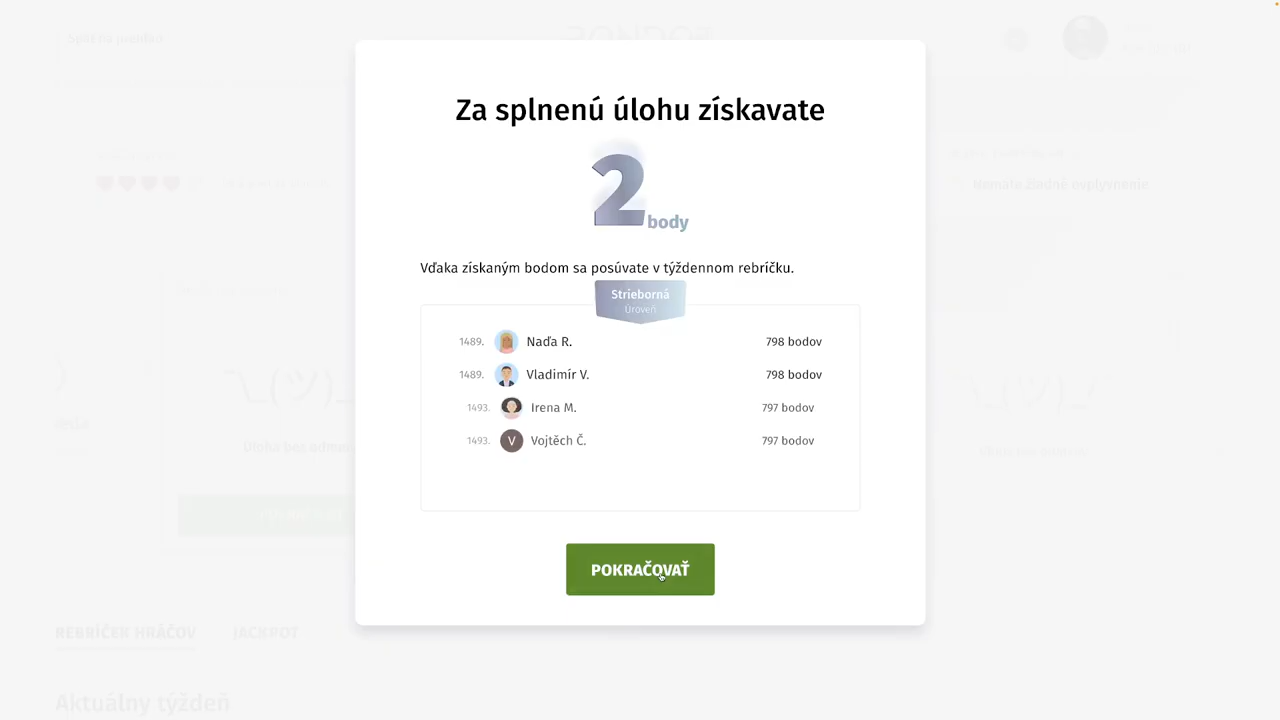 Za splnenú úlohu získavate
2 body
Vďaka získaným bodom sa posúvate v týždennom rebríčku.
Strieborná
Úroveň
1489. Naďa R. 798 bodov
1489. Vladimír V. 798 bodov
1493. Irena M. 797 bodov
1493. V Vojtěch Č. 797 bodov
POKRAČOVAŤ
REBRÍČEK HRÁČOV JACKPOT
Aktuálny týždeň